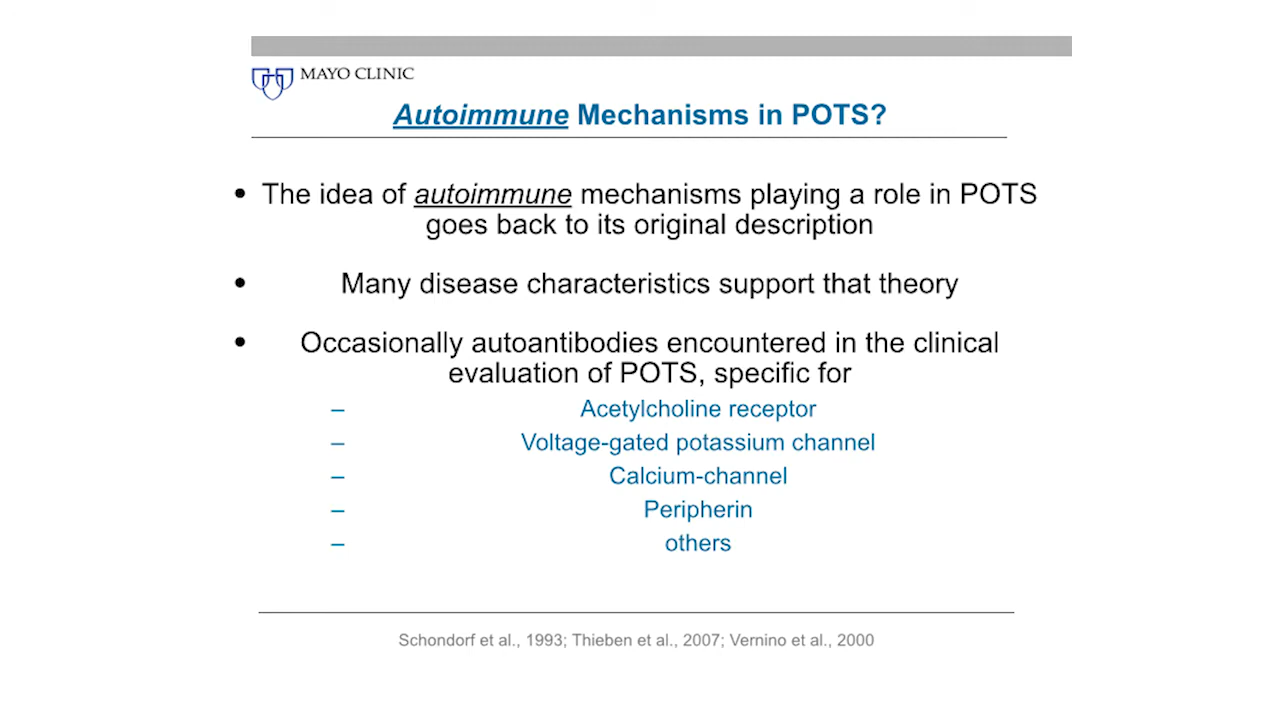 MAYO CLINIC
Autoimmune Mechanisms in POTS?
• The idea of autoimmune mechanisms playing a role in POTS
goes back to its original description
• Many disease characteristics support that theory
• Occasionally autoantibodies encountered in the clinical
evaluation of POTS, specific for
– Acetylcholine receptor
– Voltage-gated potassium channel
– Calcium-channel
– Peripherin
– others
Schondorf et al., 1993; Thieben et al., 2007; Vernino et al., 2000